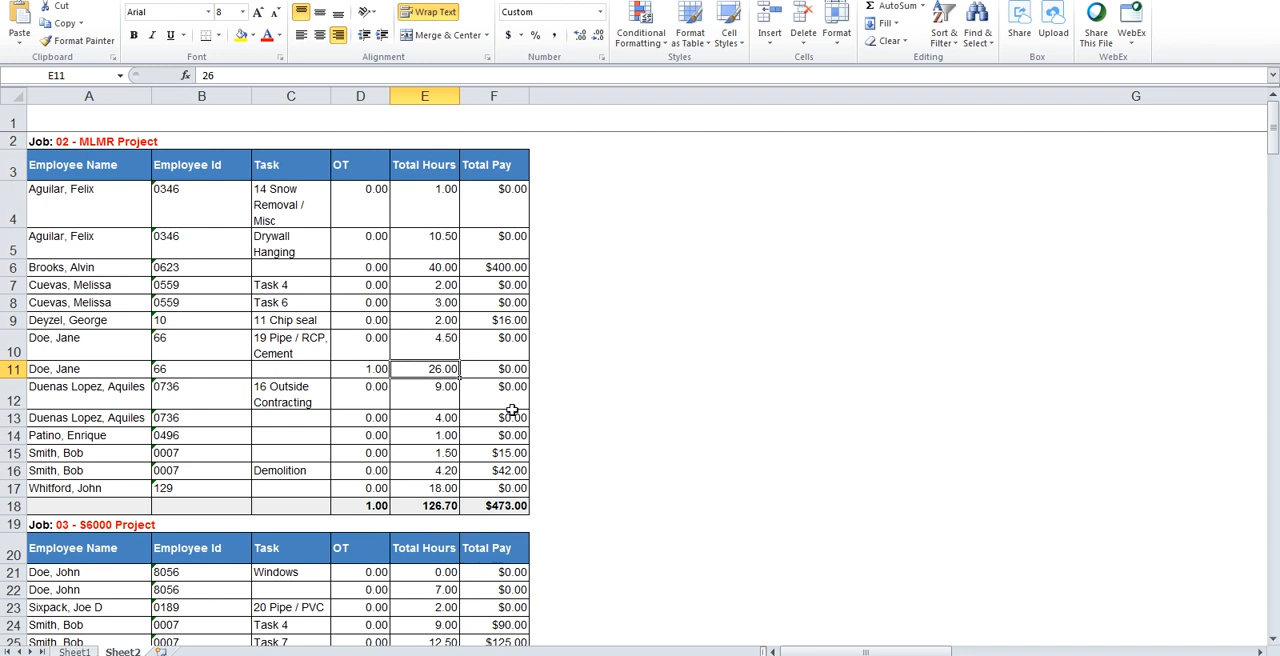 Cut
Copy
Format Painter
Paste
Clipboard
Arial 8
B I U
Font
Wrap Text
Merge & Center
Alignment
Custom
$ % ,
Number
Conditional Formatting
Format as Table
Cell Styles
Styles
Insert
Delete
Format
Cells
AutoSum
Fill
Clear
Sort & Filter
Find & Select
Editing
Share
Upload
Box
Share This File
WebEx
WebEx
E11 fx 26
A B C D E F G
1
2 Job: 02 - MLMR Project
3 Employee Name Employee Id Task OT Total Hours Total Pay
4 Aguilar, Felix 0346 14 Snow Removal / Misc 0.00 1.00 $0.00
5 Aguilar, Felix 0346 Drywall Hanging 0.00 10.50 $0.00
6 Brooks, Alvin 0623 0.00 40.00 $400.00
7 Cuevas, Melissa 0559 Task 4 0.00 2.00 $0.00
8 Cuevas, Melissa 0559 Task 6 0.00 3.00 $0.00
9 Deyzel, George 10 11 Chip seal 0.00 2.00 $16.00
10 Doe, Jane 66 19 Pipe / RCP, Cement 0.00 4.50 $0.00
11 Doe, Jane 66 1.00 26.00 $0.00
12 Duenas Lopez, Aquiles 0736 16 Outside Contracting 0.00 9.00 $0.00
13 Duenas Lopez, Aquiles 0736 0.00 4.00 $0.00
14 Patino, Enrique 0496 0.00 1.00 $0.00
15 Smith, Bob 0007 0.00 1.50 $15.00
16 Smith, Bob 0007 Demolition 0.00 4.20 $42.00
17 Whitford, John 129 0.00 18.00 $0.00
18 1.00 126.70 $473.00
19 Job: 03 - $6000 Project
20 Employee Name Employee Id Task OT Total Hours Total Pay
21 Doe, John 8056 Windows 0.00 0.00 $0.00
22 Doe, John 8056 0.00 7.00 $0.00
23 Sixpack, Joe D 0189 20 Pipe / PVC 0.00 2.00 $0.00
24 Smith, Bob 0007 Task 4 0.00 9.00 $90.00
25 Smith, Bob 0007 Task 7 0.00 12.50 $125.00
Sheet1 Sheet2